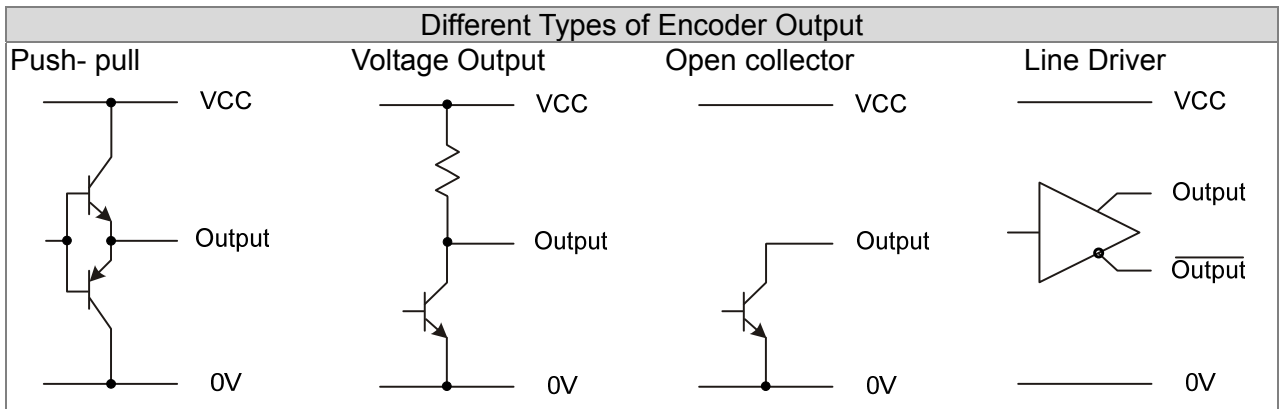 Different Types of Encoder Output
Push- pull
Voltage Output
Open collector
Line Driver
VCC
VCC
VCC
VCC
Output
Output
Output
Output
Output
0V
0V
0V
0V